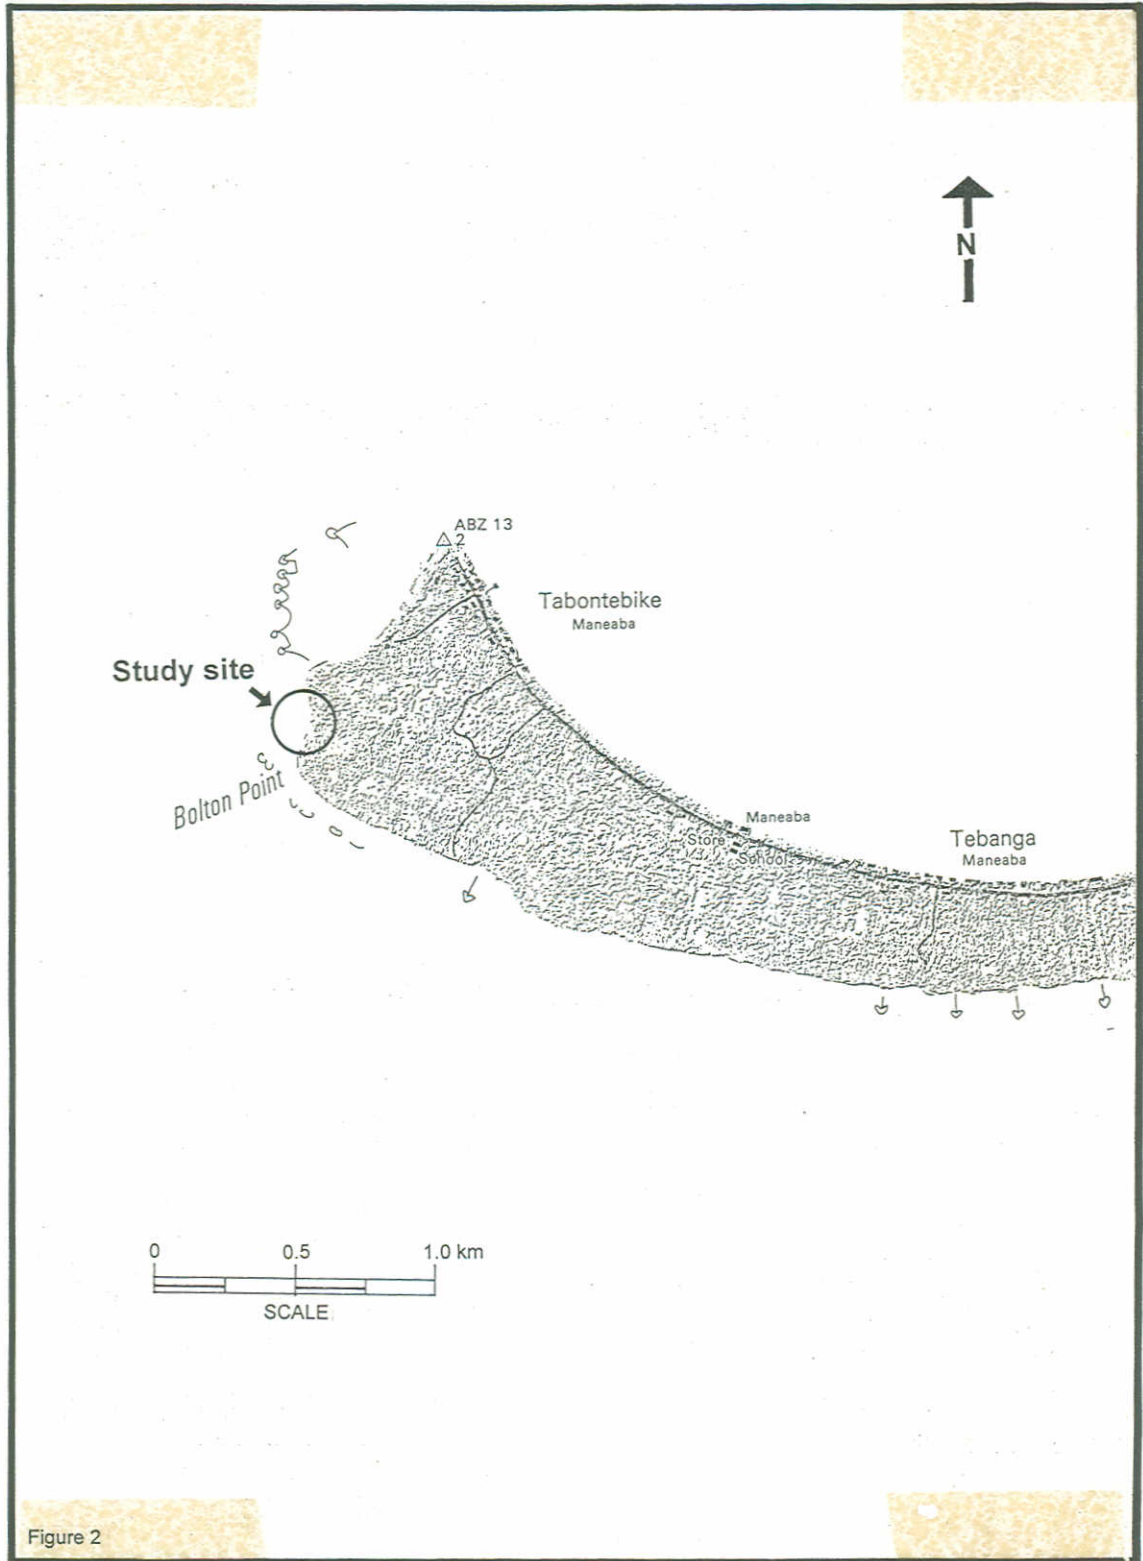 N
ABZ 13
2
Tabontebike
Maneaba
Study site
Bolton Point
Maneaba
Store
School
Tebanga
Maneaba
0 0.5 1.0 km
SCALE
Figure 2